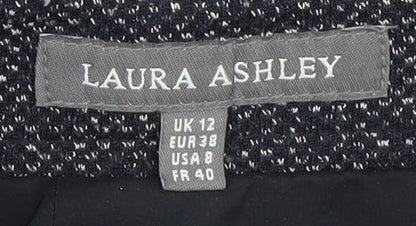 LAURA ASHLEY
UK 12
EUR 38
USA 8
FR 40